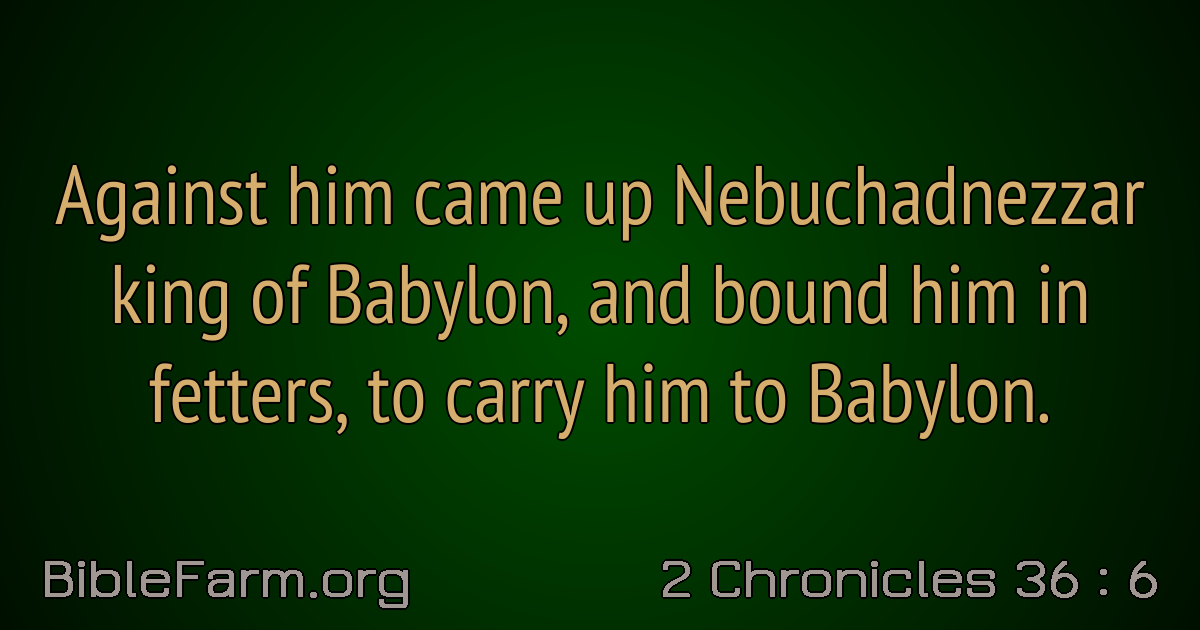 Against him came up Nebuchadnezzar
king of Babylon, and bound him in
fetters, to carry him to Babylon.
BibleFarm.org
2 Chronicles 36 : 6